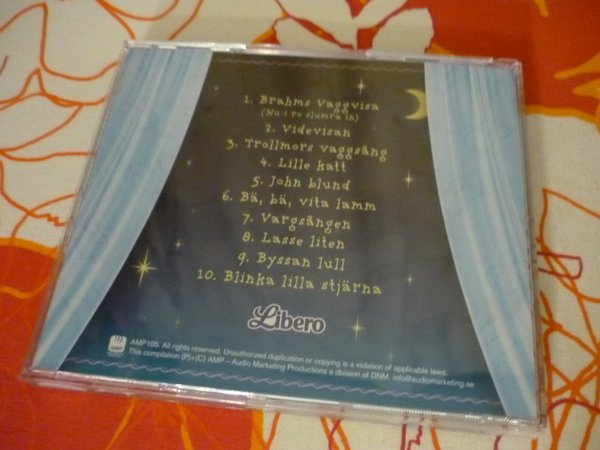 1. Brahms Vaggvisa
(Nu i ro slumra in)
2. Videvisan
3. Trollmors vaggsång
4. Lille katt
5. John blund
6. Bä, bä, vita lamm
7. Vargsången
8. Lasse liten
9. Byssan lull
10. Blinka lilla stjärna
Libero
AMP
AMP105. All rights reserved. Unauthorized duplication or copying is a violation of applicable laws.
This compilation (P)+(C) AMP – Audio Marketing Productions a division of DNM. info@audiomarketing.se